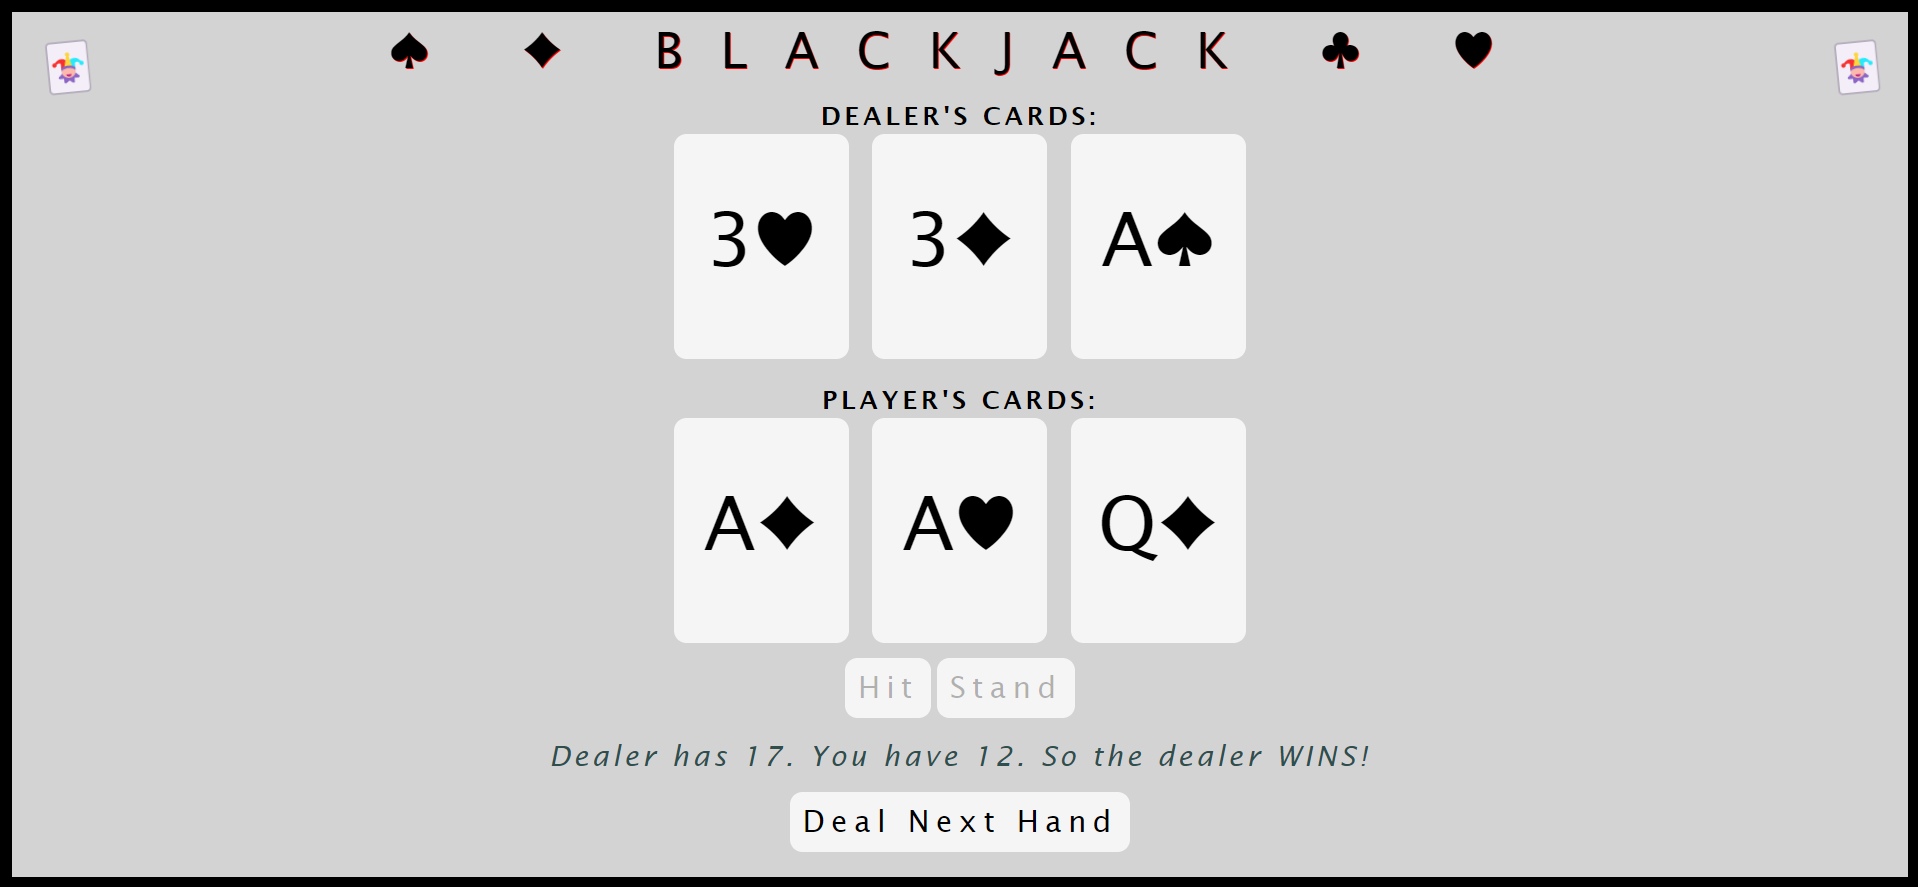 ♠ ♦ BLACKJACK ♣ ♥
DEALER'S CARDS:
3♥ 3♦ A♠
PLAYER'S CARDS:
A♦ A♥ Q♦
Hit Stand
Dealer has 17. You have 12. So the dealer WINS!
Deal Next Hand